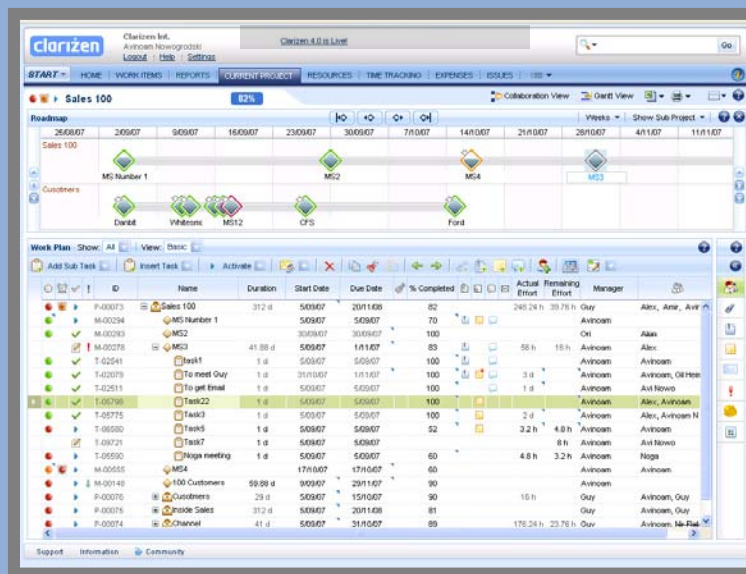 clarizen
Clarizen Int.
Avinoam Nowogrodski
Logout | Help | Settings
Clarizen 4.0 is Live!
Go
START HOME WORK ITEMS REPORTS CURRENT PROJECT RESOURCES TIME TRACKING EXPENSES ISSUES
Sales 100 82% Collaboration View Gantt View
Roadmap Weeks Show Sub Project
26/08/07 2/09/07 9/09/07 16/09/07 23/09/07 30/09/07 7/10/07 14/10/07 21/10/07 28/10/07 4/11/07 11/11/07
Sales 100
MS Number 1 MS2 MS4 MS3
Cusotmers
Danbit MS12 CFS Ford
Work Plan Show: All View: Basic
Add Sub Task Insert Task Activate
ID Name Duration Start Date Due Date % Completed Actual Effort Remaining Effort Manager
P-00073 Sales 100 312 d 5/09/07 20/11/08 82 248.24 h 39.76 h Guy Alex, Amir, Avir
M-00294 MS Number 1 5/09/07 5/09/07 70 Avinoam
M-00293 MS2 30/09/07 30/09/07 100 Ori Alan
M-00278 MS3 41.88 d 5/09/07 1/11/07 83 58 h 16 h Avinoam Alex
T-02541 task1 1 d 5/09/07 5/09/07 100 Avinoam Avinoam
T-02079 To meet Guy 1 d 31/10/07 1/11/07 100 3 d Avinoam Avinoam, Gil Heen
T-02511 To get Email 1 d 5/09/07 5/09/07 100 1 d Avinoam Avi Nowo
T-05798 Task22 1 d 5/09/07 5/09/07 100 Avinoam Alex, Avinoam
T-05775 Task3 1 d 5/09/07 5/09/07 100 2 d Avinoam Alex, Avinoam N
T-06580 Task5 1 d 5/09/07 5/09/07 52 3.2 h 4.8 h Avinoam Avinoam
T-09721 Task7 1 d 5/09/07 5/09/07 8 h Avinoam Avi Nowo
T-05590 Noga meeting 1 d 5/09/07 5/09/07 60 4.8 h 3.2 h Avinoam Noga
M-00555 MS4 17/10/07 17/10/07 60 Avinoam Avinoam
M-00148 100 Customers 59.88 d 9/09/07 29/11/07 90 Avinoam
P-00076 Cusotmers 29 d 5/09/07 15/10/07 90 16 h Guy Avinoam, Guy
P-00075 Inside Sales 312 d 5/09/07 20/11/08 81 Guy Avinoam, Guy
P-00074 Channel 41 d 5/09/07 31/10/07 89 176.24 h 23.76 h Guy Avinoam,
Support Information Community